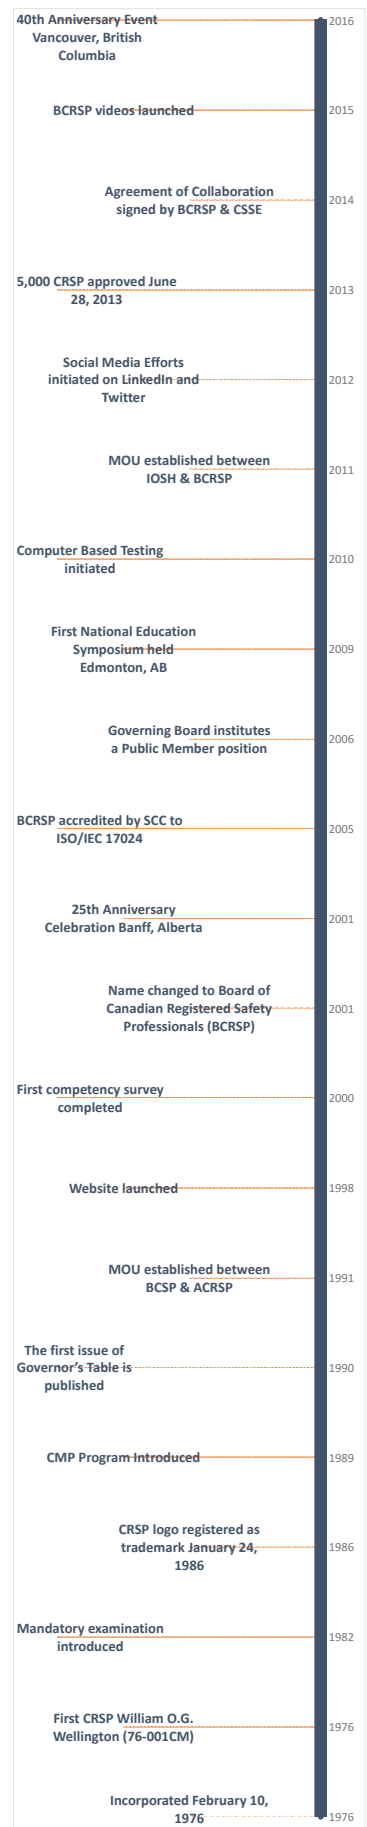 40th Anniversary Event
Vancouver, British
Columbia
2016
BCRSP videos launched
2015
Agreement of Collaboration
signed by BCRSP & CSSE
2014
5,000 CRSP approved June
28, 2013
2013
Social Media Efforts
initiated on LinkedIn and
Twitter
2012
MOU established between
IOSH & BCRSP
2011
Computer Based Testing
initiated
2010
First National Education
Symposium held
Edmonton, AB
2009
Governing Board institutes
a Public Member position
2006
BCRSP accredited by SCC to
ISO/IEC 17024
2005
25th Anniversary
Celebration Banff, Alberta
2001
Name changed to Board of
Canadian Registered Safety
Professionals (BCRSP)
2001
First competency survey
completed
2000
Website launched
1998
MOU established between
BCSP & ACRSP
1991
The first issue of
Governor’s Table is
published
1990
CMP Program Introduced
1989
CRSP logo registered as
trademark January 24,
1986
1986
Mandatory examination
introduced
1982
First CRSP William O.G.
Wellington (76-001CM)
1976
Incorporated February 10,
1976
1976